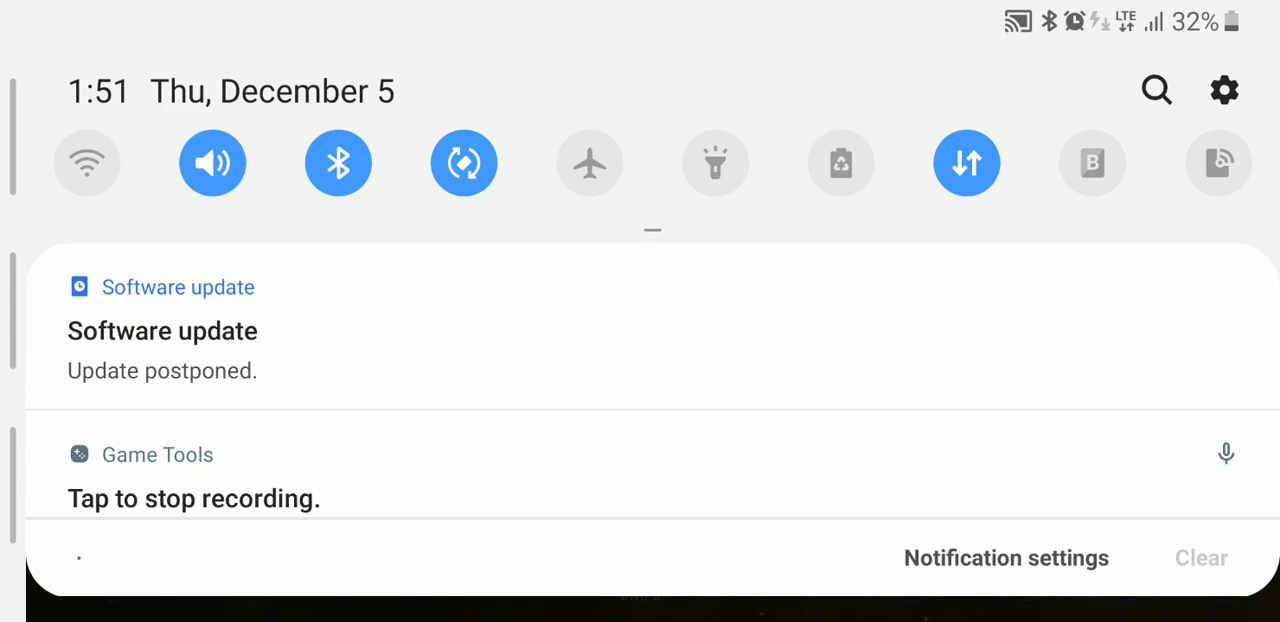 LTE 32%
1:51 Thu, December 5
B
Software update
Software update
Update postponed.
Game Tools
Tap to stop recording.
Notification settings Clear